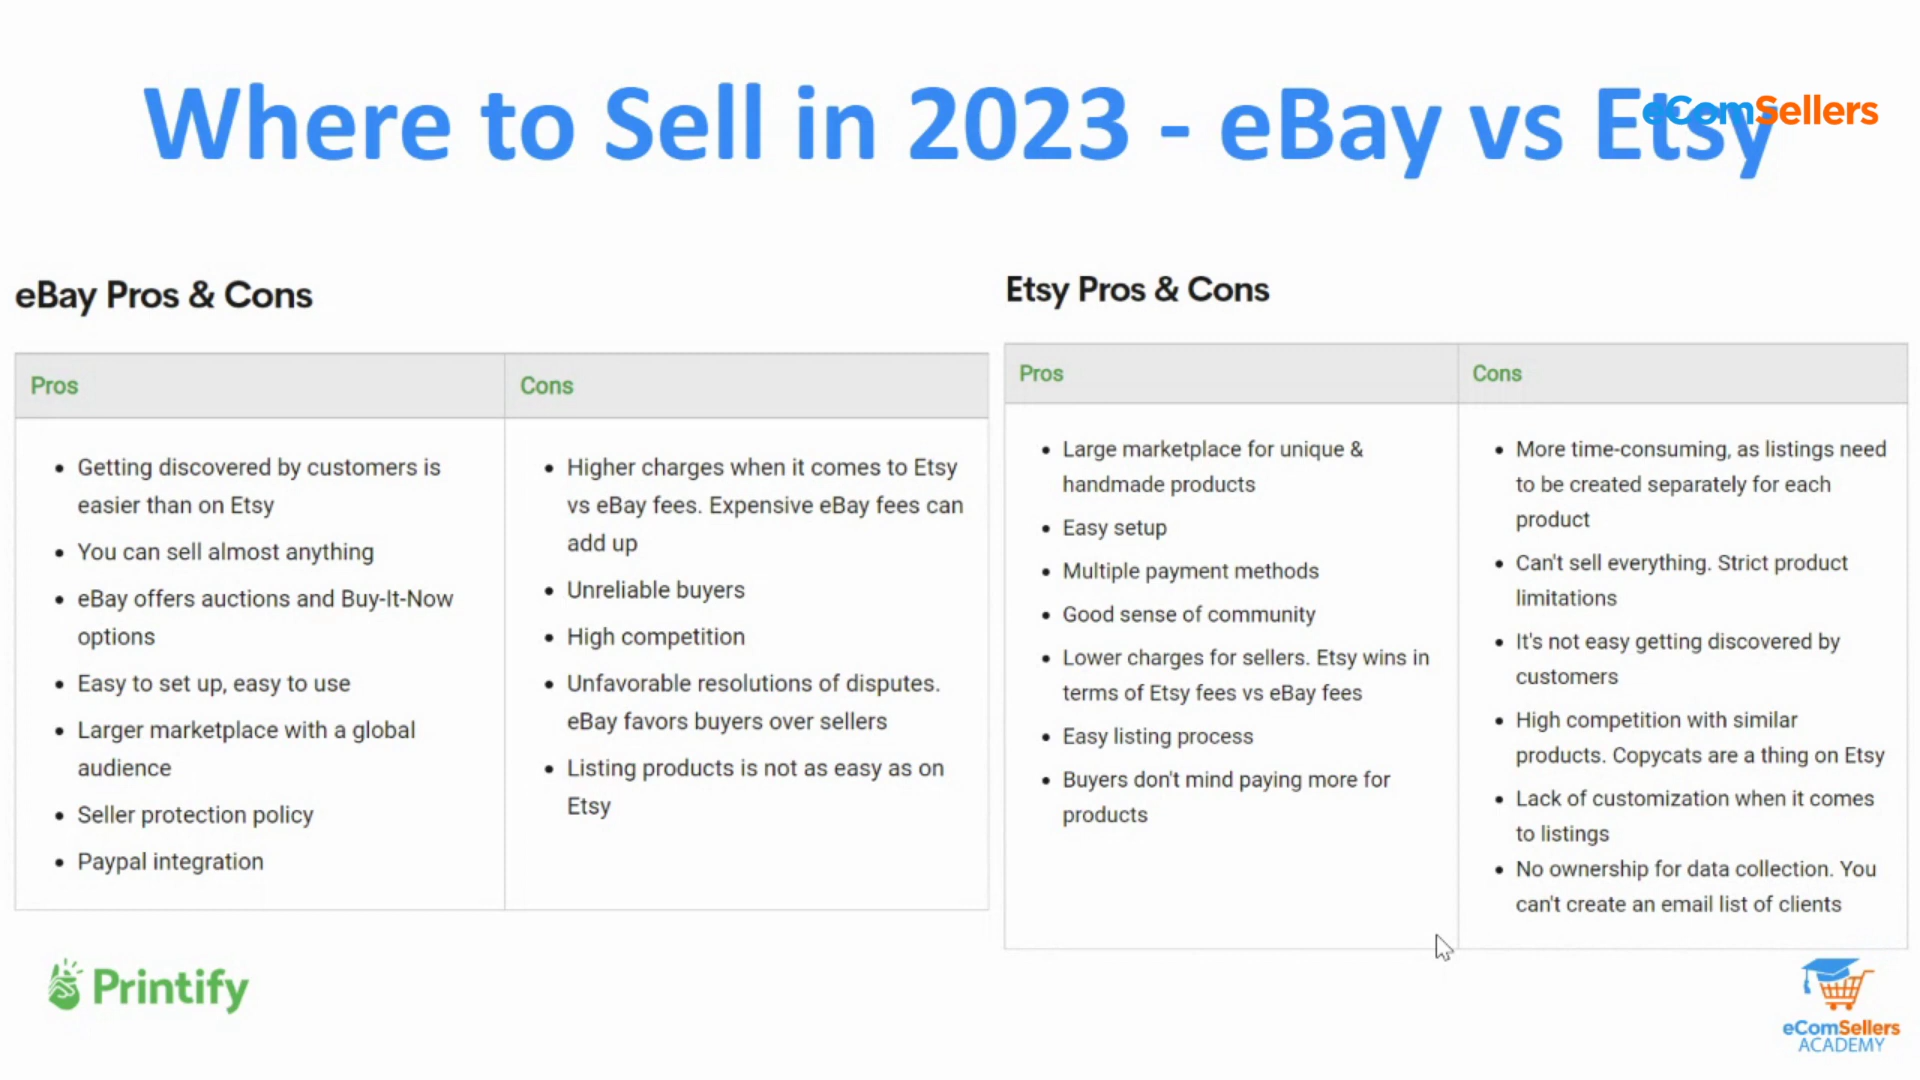 Where to Sell in 2023 - eBay vs Etsy
eComSellers
eBay Pros & Cons
Pros
Cons
• Getting discovered by customers is
easier than on Etsy
• You can sell almost anything
• eBay offers auctions and Buy-It-Now
options
• Easy to set up, easy to use
• Larger marketplace with a global
audience
• Seller protection policy
• Paypal integration
• Higher charges when it comes to Etsy
vs eBay fees. Expensive eBay fees can
add up
• Unreliable buyers
• High competition
• Unfavorable resolutions of disputes.
eBay favors buyers over sellers
• Listing products is not as easy as on
Etsy
Etsy Pros & Cons
Pros
Cons
• Large marketplace for unique &
handmade products
• Easy setup
• Multiple payment methods
• Good sense of community
• Lower charges for sellers. Etsy wins in
terms of Etsy fees vs eBay fees
• Easy listing process
• Buyers don't mind paying more for
products
• More time-consuming, as listings need
to be created separately for each
product
• Can't sell everything. Strict product
limitations
• It's not easy getting discovered by
customers
• High competition with similar
products. Copycats are a thing on Etsy
• Lack of customization when it comes
to listings
• No ownership for data collection. You
can't create an email list of clients
Printify
eComSellers
ACADEMY